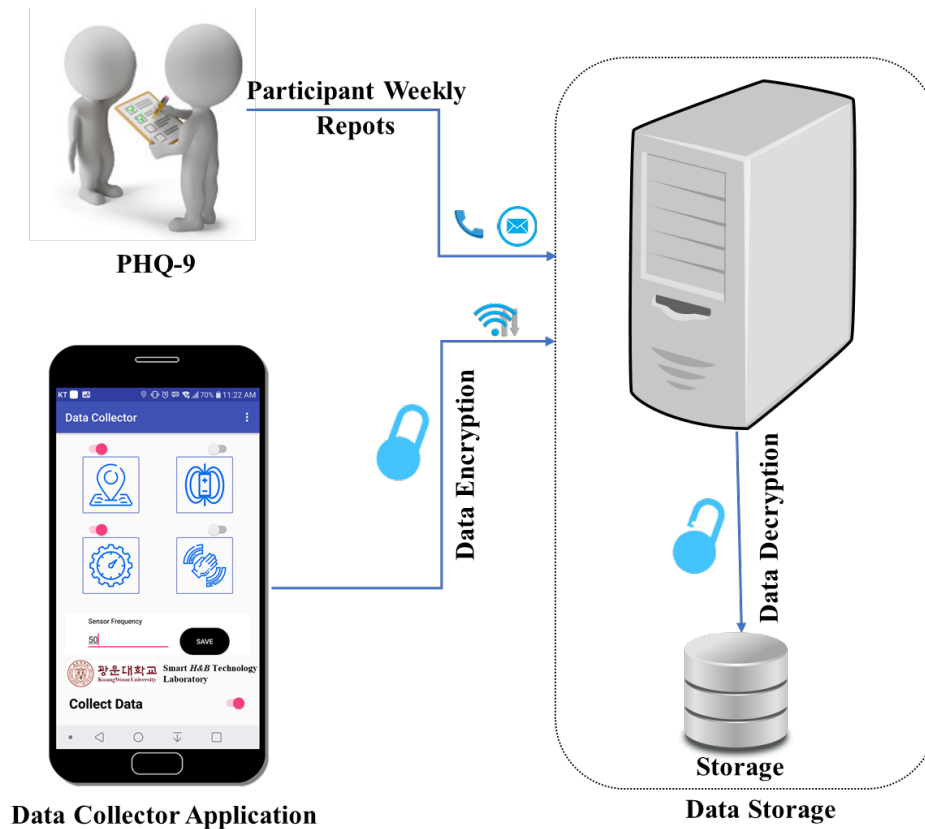 Participant Weekly
Repots
PHQ-9
KT
70% 11:22 AM
Data Collector
Sensor Frequency
50
SAVE
광운대학교
KwangWoon University
Smart H&B Technology
Laboratory
Collect Data
Data Collector Application
Data Encryption
Data Decryption
Storage
Data Storage